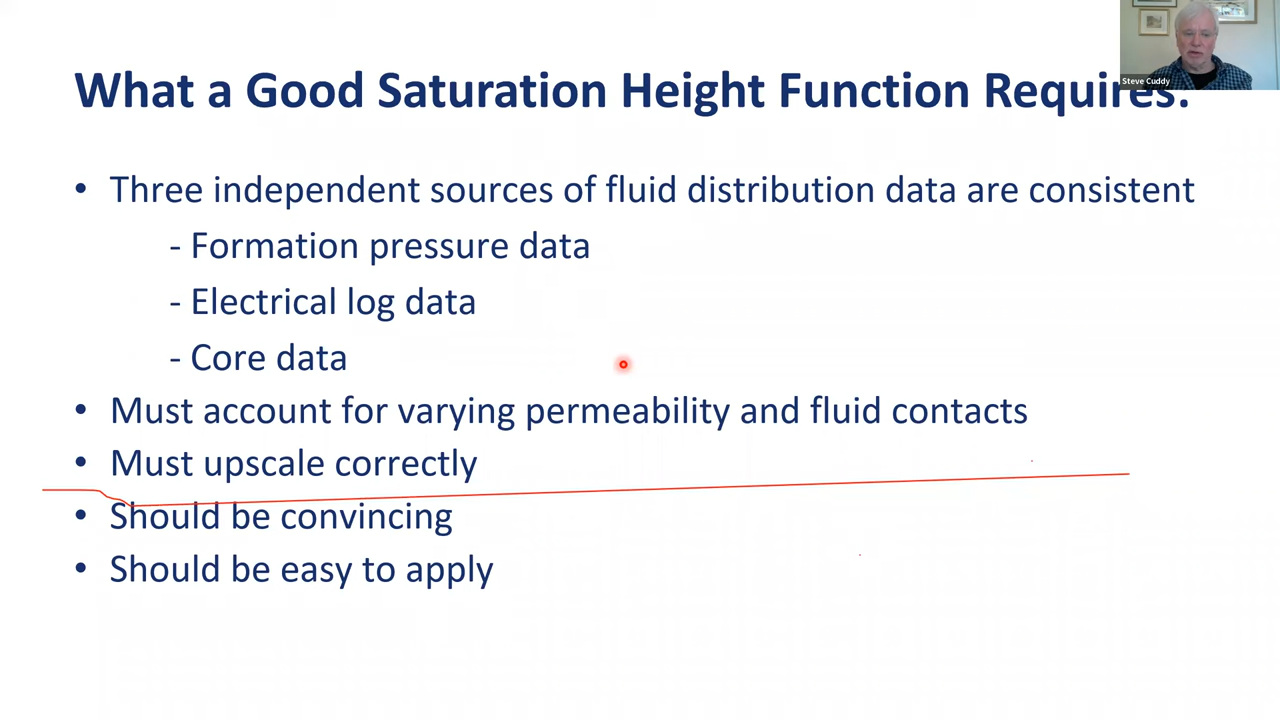 What a Good Saturation Height Function Requires:
Steve Cuddy
• Three independent sources of fluid distribution data are consistent
- Formation pressure data
- Electrical log data
- Core data
• Must account for varying permeability and fluid contacts
• Must upscale correctly
• Should be convincing
• Should be easy to apply